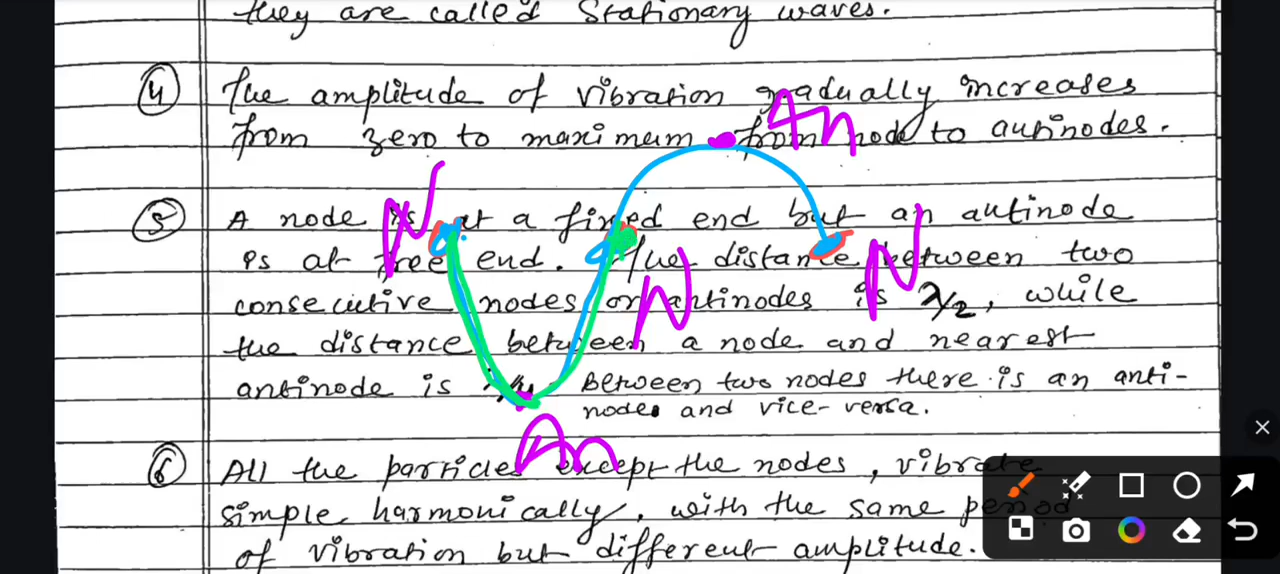 they are called Stationary waves.
4 The amplitude of vibration gradually increases
from zero to maximum from node to antinodes.
5 A node is at a fixed end but an antinode
is at free end. The distance between two
consecutive nodes or antinodes is λ/2, while
the distance between a node and nearest
antinode is between two nodes there is an anti-
node and vice-versa.
6 All the particles except the nodes, vibrate
simple harmonically, with the same period
of vibration but different amplitude.
An
N
N
N
An